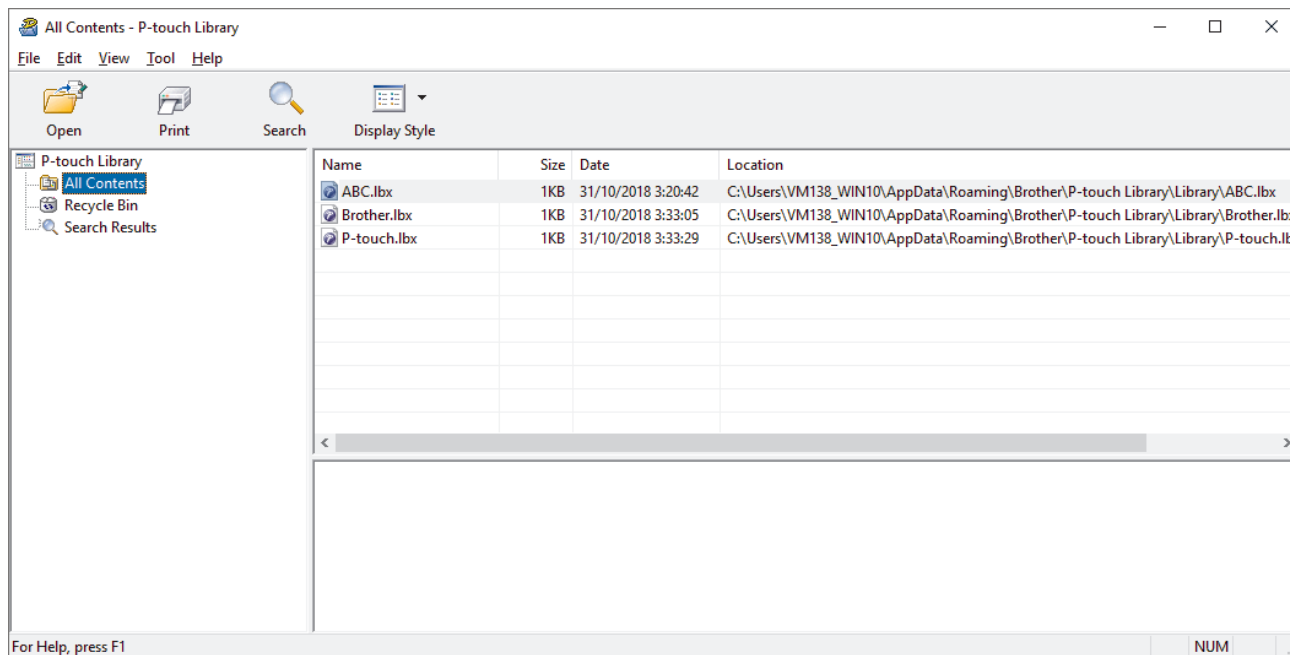 All Contents - P-touch Library
File Edit View Tool Help
Open Print Search Display Style
P-touch Library
All Contents
Recycle Bin
Search Results
Name Size Date Location
ABC.lbx 1KB 31/10/2018 3:20:42 C:\Users\VM138_WIN10\AppData\Roaming\Brother\P-touch Library\Library\ABC.lbx
Brother.lbx 1KB 31/10/2018 3:33:05 C:\Users\VM138_WIN10\AppData\Roaming\Brother\P-touch Library\Library\Brother.lb
P-touch.lbx 1KB 31/10/2018 3:33:29 C:\Users\VM138_WIN10\AppData\Roaming\Brother\P-touch Library\Library\P-touch.lb
For Help, press F1 NUM